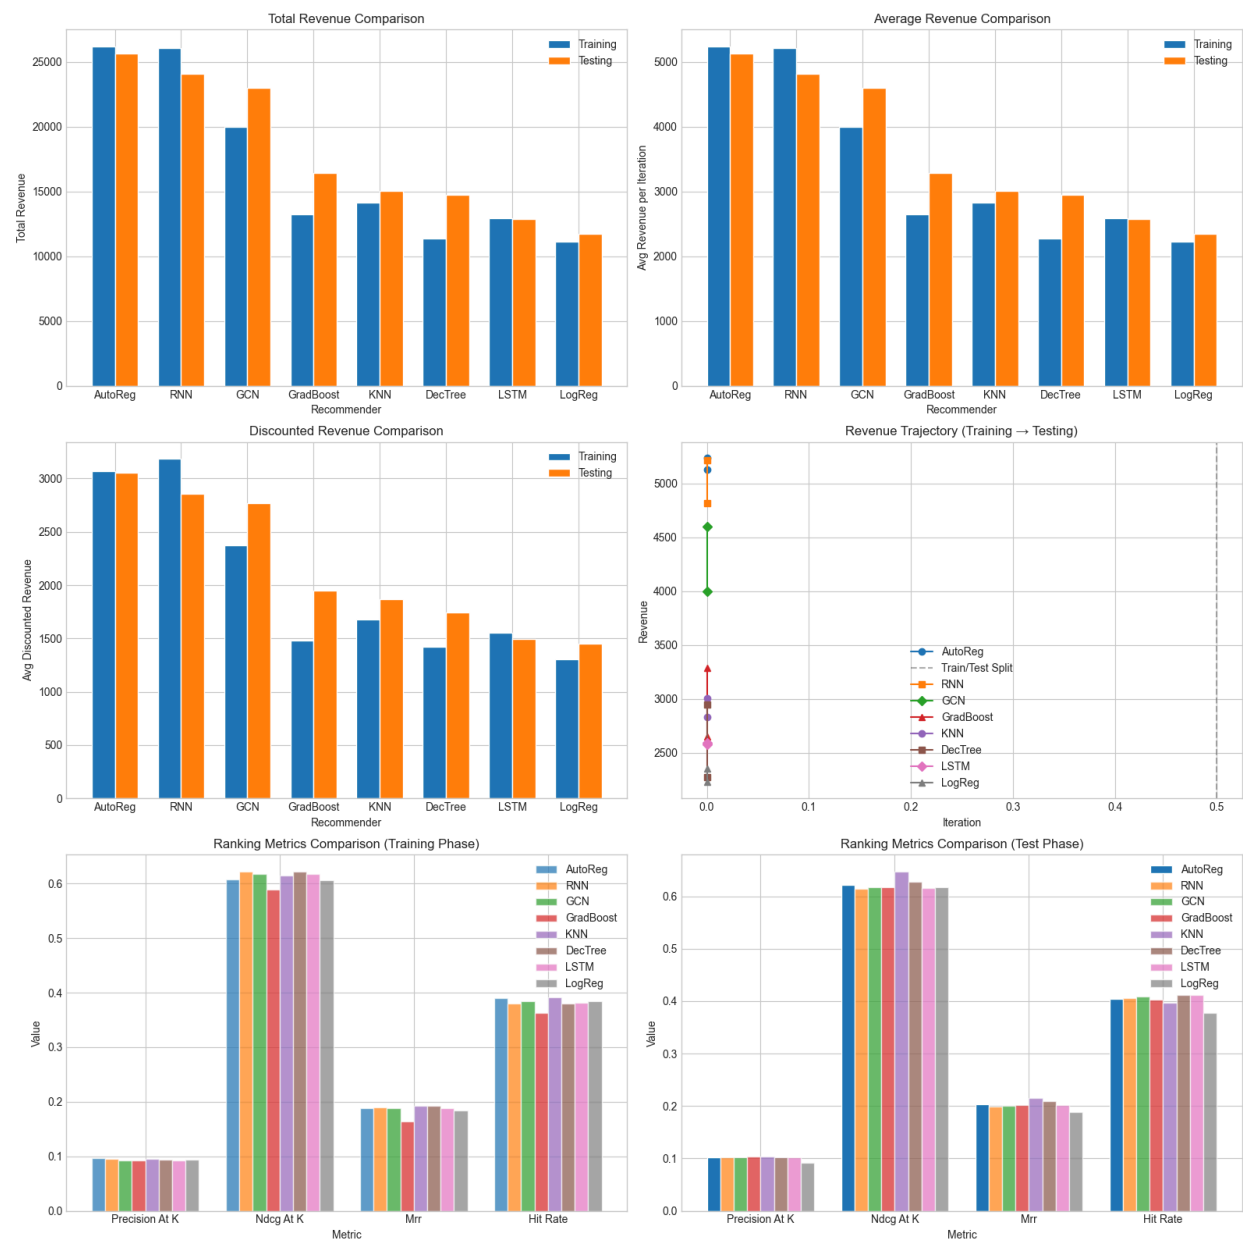 Total Revenue Comparison
Training
Testing
Total Revenue
25000
20000
15000
10000
5000
0
AutoReg RNN GCN GradBoost KNN DecTree LSTM LogReg
Recommender
Average Revenue Comparison
Training
Testing
Avg Revenue per Iteration
5000
4000
3000
2000
1000
0
AutoReg RNN GCN GradBoost KNN DecTree LSTM LogReg
Recommender
Discounted Revenue Comparison
Training
Testing
Avg Discounted Revenue
3000
2500
2000
1500
1000
500
0
AutoReg RNN GCN GradBoost KNN DecTree LSTM LogReg
Recommender
Revenue Trajectory (Training → Testing)
Revenue
5000
4500
4000
3500
3000
2500
AutoReg
Train/Test Split
RNN
GCN
GradBoost
KNN
DecTree
LSTM
LogReg
0.0 0.1 0.2 0.3 0.4 0.5
Iteration
Ranking Metrics Comparison (Training Phase)
AutoReg
RNN
GCN
GradBoost
KNN
DecTree
LSTM
LogReg
Value
0.6
0.5
0.4
0.3
0.2
0.1
0.0
Precision At K Ndcg At K Mrr Hit Rate
Metric
Ranking Metrics Comparison (Test Phase)
AutoReg
RNN
GCN
GradBoost
KNN
DecTree
LSTM
LogReg
Value
0.6
0.5
0.4
0.3
0.2
0.1
0.0
Precision At K Ndcg At K Mrr Hit Rate
Metric